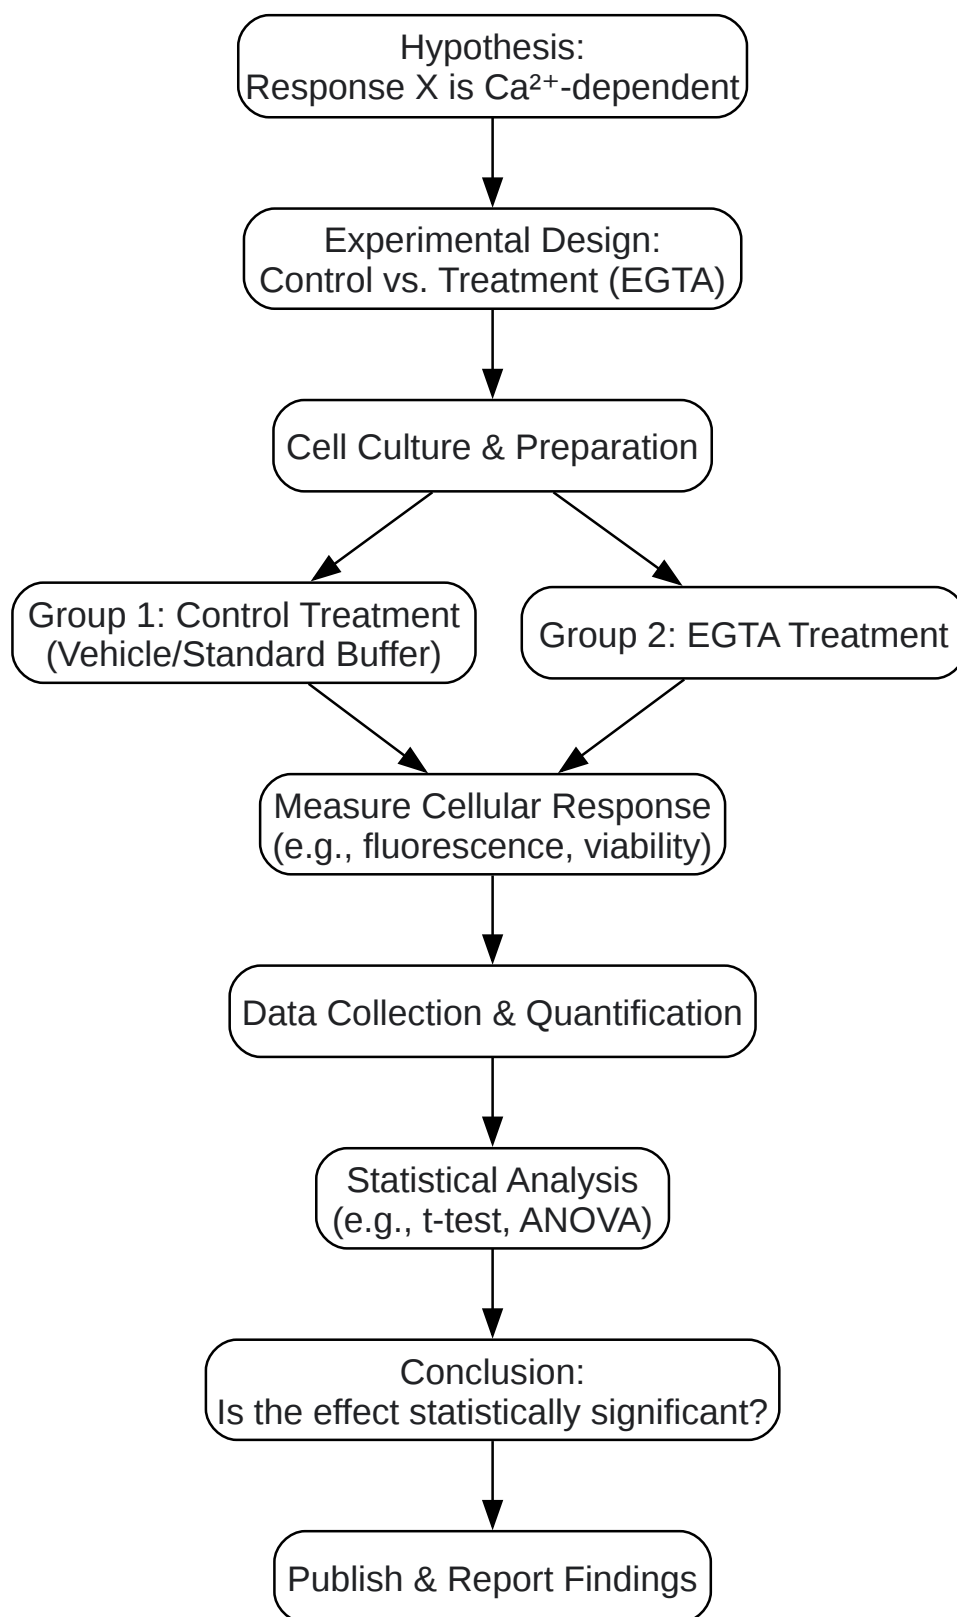 Hypothesis:
Response X is Ca²⁺-dependent
Experimental Design:
Control vs. Treatment (EGTA)
Cell Culture & Preparation
Group 1: Control Treatment
(Vehicle/Standard Buffer)
Group 2: EGTA Treatment
Measure Cellular Response
(e.g., fluorescence, viability)
Data Collection & Quantification
Statistical Analysis
(e.g., t-test, ANOVA)
Conclusion:
Is the effect statistically significant?
Publish & Report Findings